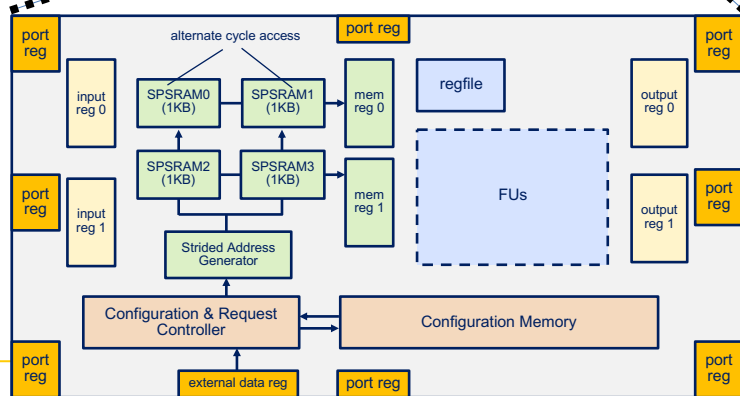 port
reg
alternate cycle access
port reg
port
reg
input
reg 0
SPSRAM0
(1KB)
SPSRAM1
(1KB)
mem
reg 0
regfile
output
reg 0
SPSRAM2
(1KB)
SPSRAM3
(1KB)
mem
reg 1
FUs
port
reg
input
reg 1
output
reg 1
port
reg
Strided Address
Generator
Configuration & Request
Controller
Configuration Memory
port
reg
external data reg
port reg
port
reg